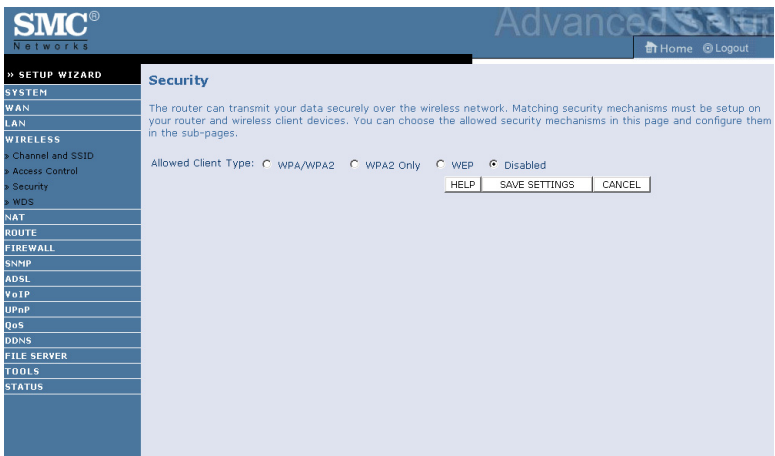 SMC®
Networks
Advanced Setup
Home Logout
» SETUP WIZARD
SYSTEM
WAN
LAN
WIRELESS
» Channel and SSID
» Access Control
» Security
» WDS
NAT
ROUTE
FIREWALL
SNMP
ADSL
VoIP
UPnP
QoS
DDNS
FILE SERVER
TOOLS
STATUS
Security
The router can transmit your data securely over the wireless network. Matching security mechanisms must be setup on
your router and wireless client devices. You can choose the allowed security mechanisms in this page and configure them
in the sub-pages.
Allowed Client Type: WPA/WPA2 WPA2 Only WEP Disabled
HELP SAVE SETTINGS CANCEL